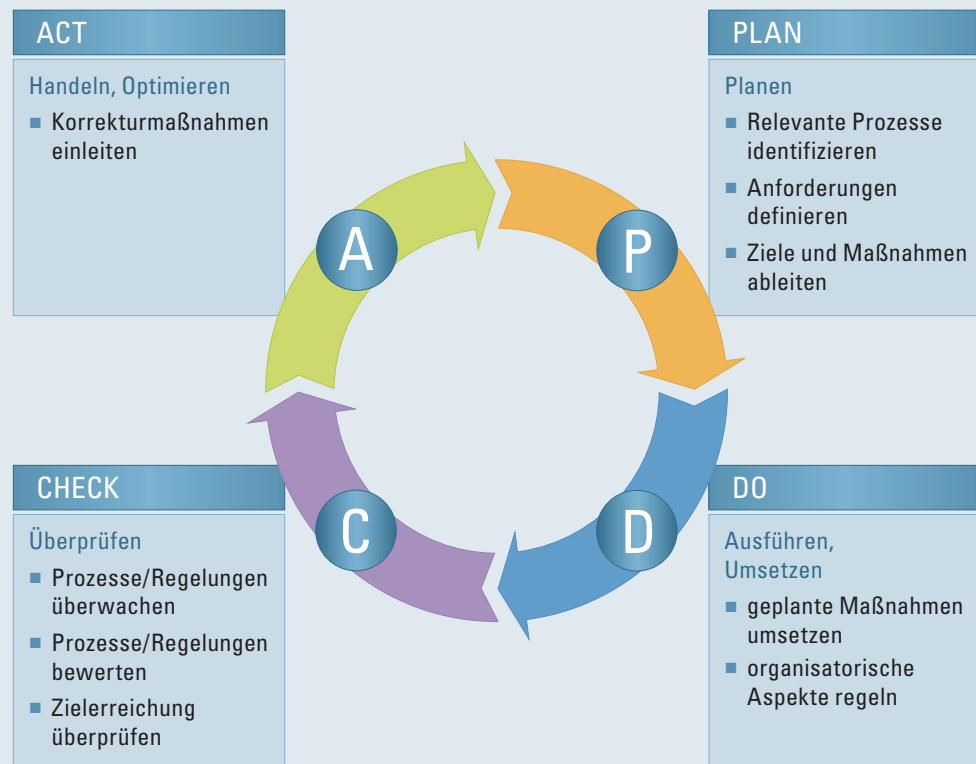 ACT
Handeln, Optimieren
■ Korrekturmaßnahmen
einleiten
PLAN
Planen
■ Relevante Prozesse
identifizieren
■ Anforderungen
definieren
■ Ziele und Maßnahmen
ableiten
A
P
C
D
CHECK
Überprüfen
■ Prozesse/Regelungen
überwachen
■ Prozesse/Regelungen
bewerten
■ Zielerreichung
überprüfen
DO
Ausführen,
Umsetzen
■ geplante Maßnahmen
umsetzen
■ organisatorische
Aspekte regeln